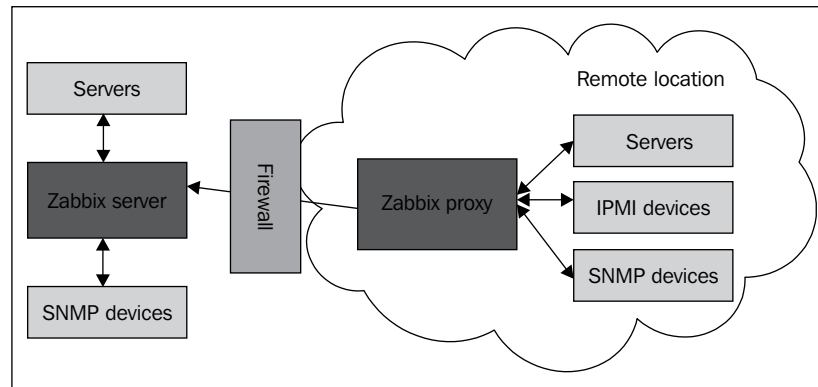 Servers
Zabbix server
SNMP devices
Firewall
Remote location
Zabbix proxy
Servers
IPMI devices
SNMP devices